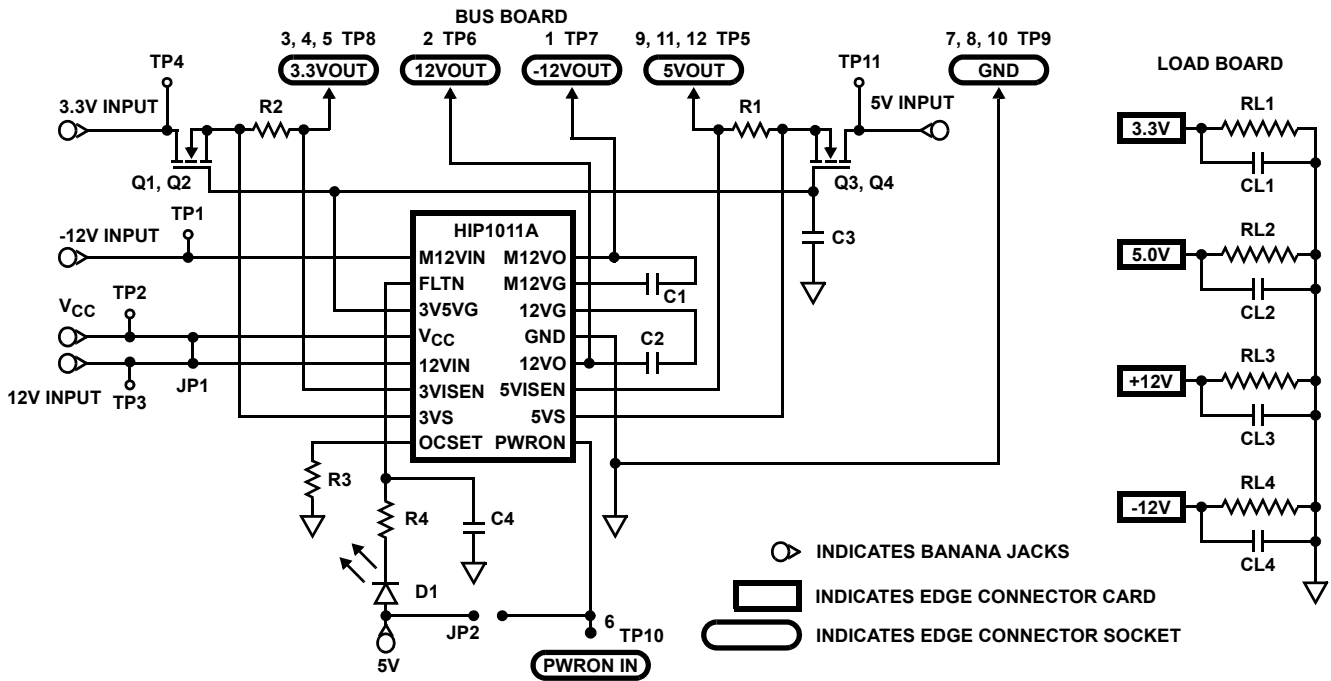 BUS BOARD
3, 4, 5 TP8
2 TP6
1 TP7
9, 11, 12 TP5
7, 8, 10 TP9
3.3VOUT
12VOUT
-12VOUT
5VOUT
GND
TP4
TP11
LOAD BOARD
3.3V INPUT
R2
R1
5V INPUT
Q1, Q2
Q3, Q4
TP1
-12V INPUT
HIP1011A
M12VIN
M12VO
FLTN
M12VG
3V5VG
12VG
VCC
GND
12VIN
12VO
3VISEN
5VISEN
3VS
5VS
OCSET
PWRON
C1
C2
C3
VCC
TP2
12V INPUT
TP3
JP1
R3
R4
C4
D1
JP2
5V
6
TP10
PWRON IN
3.3V
RL1
CL1
5.0V
RL2
CL2
+12V
RL3
CL3
-12V
RL4
CL4
INDICATES BANANA JACKS
INDICATES EDGE CONNECTOR CARD
INDICATES EDGE CONNECTOR SOCKET